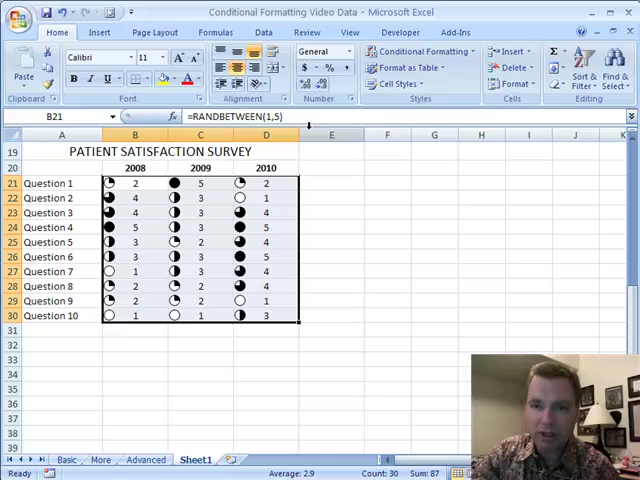 Conditional Formatting Video Data - Microsoft Excel
Home Insert Page Layout Formulas Data Review View Developer Add-Ins
Paste
Calibri 11 A A
B I U A
General
$ % , .0 .00 .00 .0
Conditional Formatting
Format as Table
Cell Styles
Insert
Delete
Format
Σ
Sort & Filter
Find & Select
Clipboard Font Alignment Number Styles Cells Editing
B21 fx =RANDBETWEEN(1,5)
A B C D E F G H I J K
19 PATIENT SATISFACTION SURVEY
20 2008 2009 2010
21 Question 1 2 5 2
22 Question 2 4 3 1
23 Question 3 4 3 4
24 Question 4 5 3 5
25 Question 5 3 2 4
26 Question 6 3 3 5
27 Question 7 1 3 4
28 Question 8 2 2 4
29 Question 9 2 2 1
30 Question 10 1 1 3
31
32
33
34
35
36
37
38
39
Basic More Advanced Sheet1
Ready Average: 2.9 Count: 30 Sum: 87